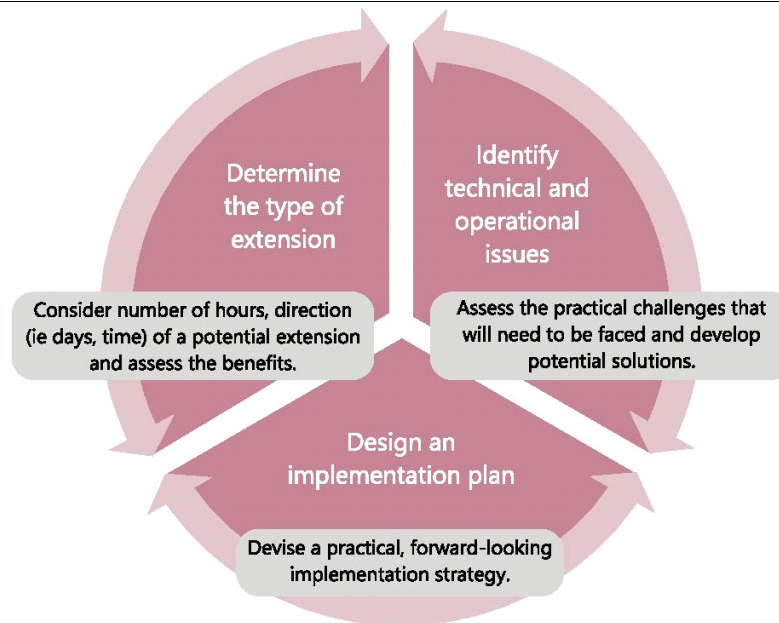 Determine
the type of
extension
Consider number of hours, direction
(ie days, time) of a potential extension
and assess the benefits.
Identify
technical and
operational
issues
Assess the practical challenges that
will need to be faced and develop
potential solutions.
Design an
implementation plan
Devise a practical, forward-looking
implementation strategy.